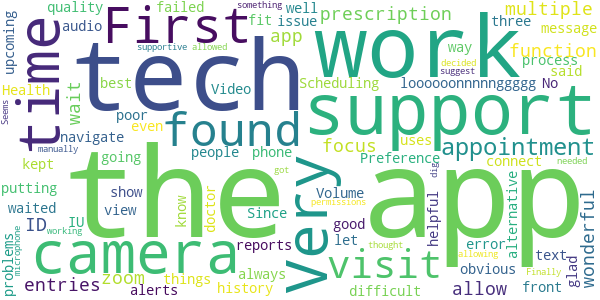 upcoming
quality
audio
failed
something
First
fit
issue
well
prescription
three
multiple
message
time
tech
supportive
allowed
app
way
decided
suggest
function
process
work
Health
Seems
wait
best
Video
Scheduling
loooooonnnnnggggg
No
said
manually
poor
found
support
navigate
even
people
phone
very
focus
uses
appointment
kept
going
the
app
Preference
connect
dig
needed
putting
show
know
doctor
Since
Volume
good
let
helpful
error
alternative
wonderful
waited
ID
IU
view
got
permissions
obvious
text
glad
problems
microphone
working
camera
reports
always
thought
visit
allow
front
entries
zoom
things
alerts
history
difficult
allowing
Finally